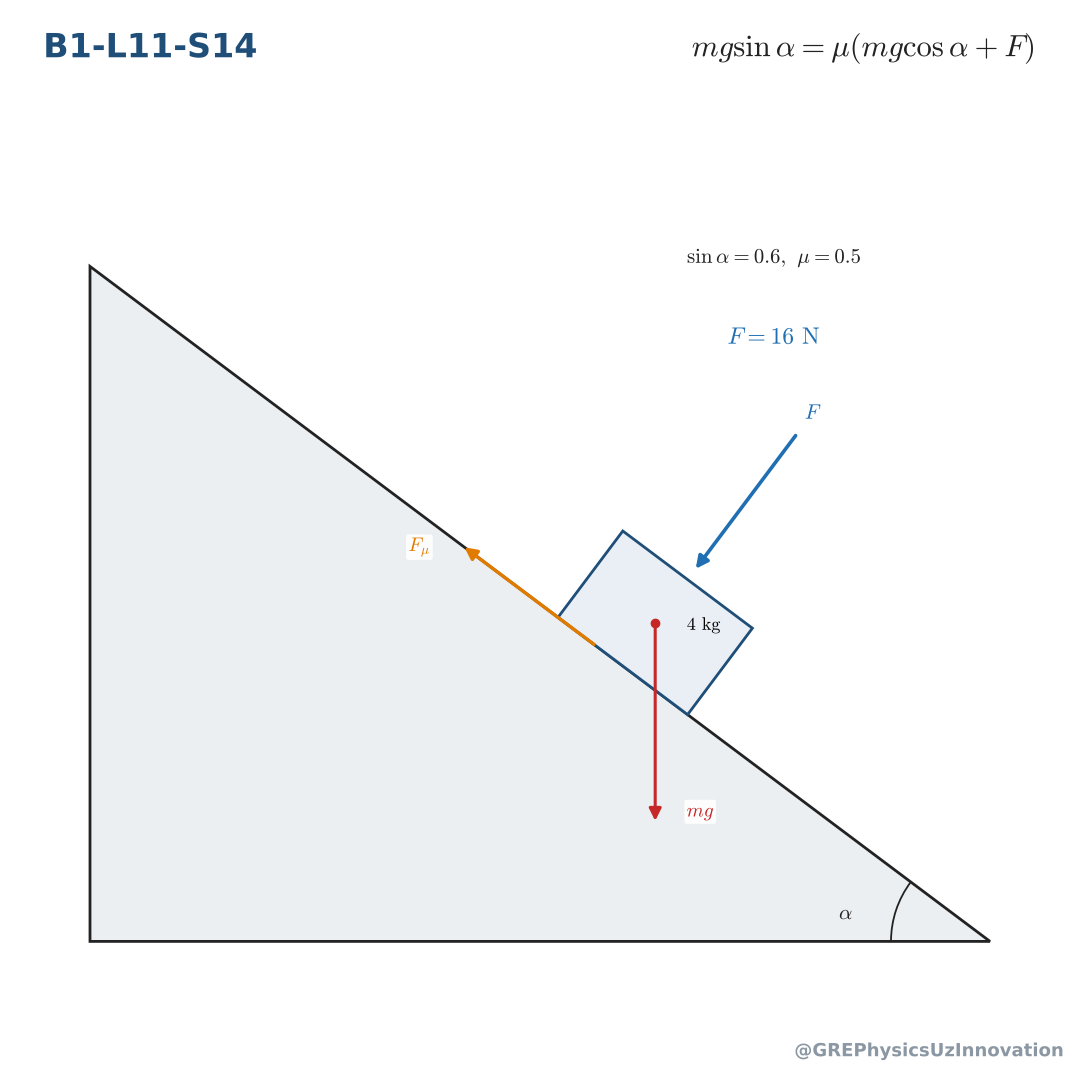 B1-L11-S14
mg sin α = μ(mg cos α + F)
sin α = 0.6, μ = 0.5
F = 16 N
F
F_μ
4 kg
mg
α
@GREPhysicsUzInnovation